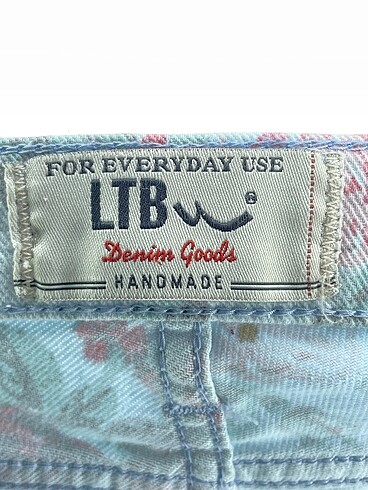 FOR EVERYDAY USE
LTB ®
Denim Goods
HANDMADE